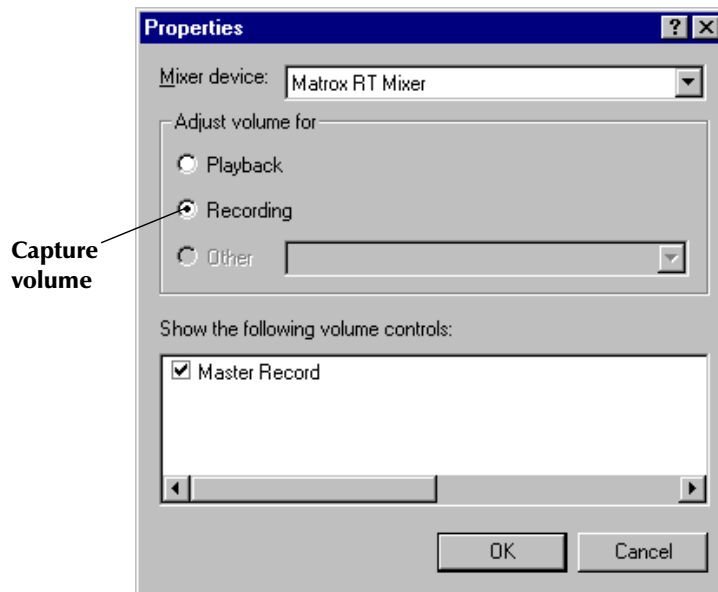 Properties
Mixer device: Matrox RT Mixer
Adjust volume for
Playback
Recording
Capture
volume
Other
Show the following volume controls:
Master Record
OK Cancel